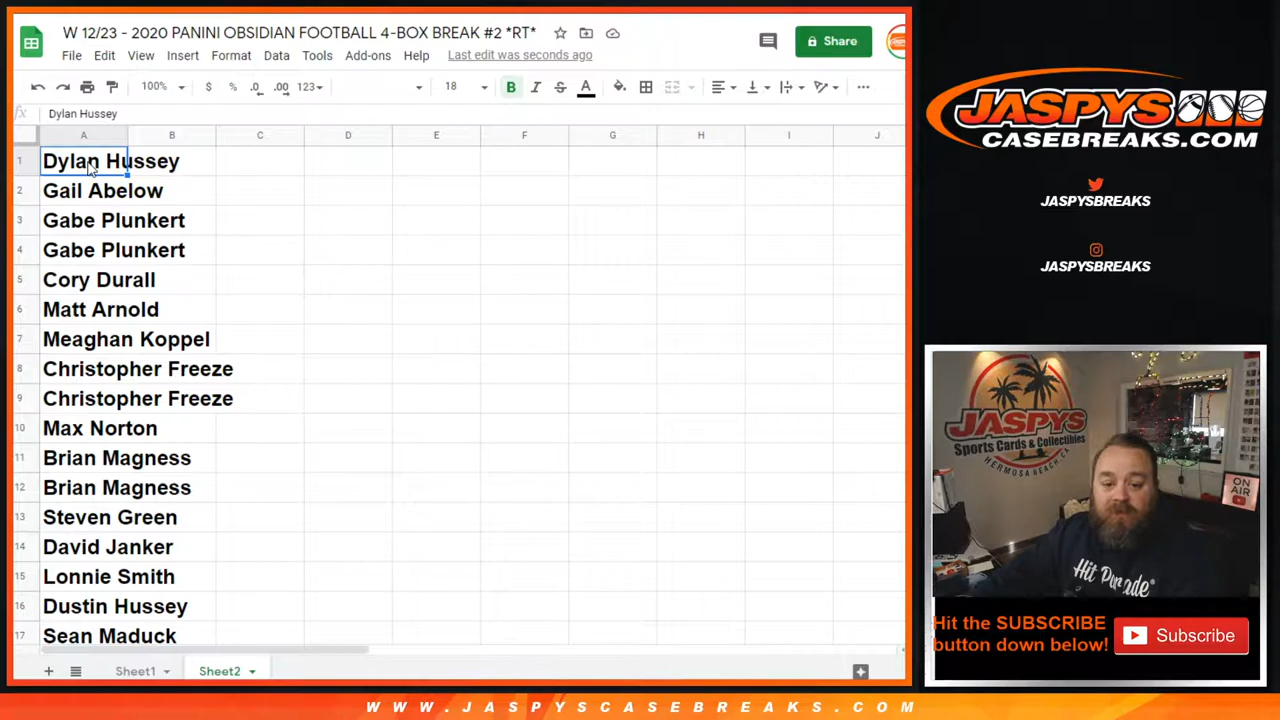 W 12/23 - 2020 PANINI OBSIDIAN FOOTBALL 4-BOX BREAK #2 *RT*
File Edit View Insert Format Data Tools Add-ons Help Last edit was seconds ago
Share
100% $ % .0 .00 123 18 B I S A
fx Dylan Hussey
A B C D E F G H I J
1 Dylan Hussey
2 Gail Abelow
3 Gabe Plunkert
4 Gabe Plunkert
5 Cory Durall
6 Matt Arnold
7 Meaghan Koppel
8 Christopher Freeze
9 Christopher Freeze
10 Max Norton
11 Brian Magness
12 Brian Magness
13 Steven Green
14 David Janker
15 Lonnie Smith
16 Dustin Hussey
17 Sean Maduck
Sheet1 Sheet2
JASPYS
CASEBREAKS.COM
JASPYSBREAKS
JASPYSBREAKS
JASPYS
Sports Cards & Collectibles
HERMOSA BEACH, CA
ON
AIR
Hit Parade
Hit the SUBSCRIBE
button down below!
Subscribe
WWW.JASPYSCASEBREAKS.COM